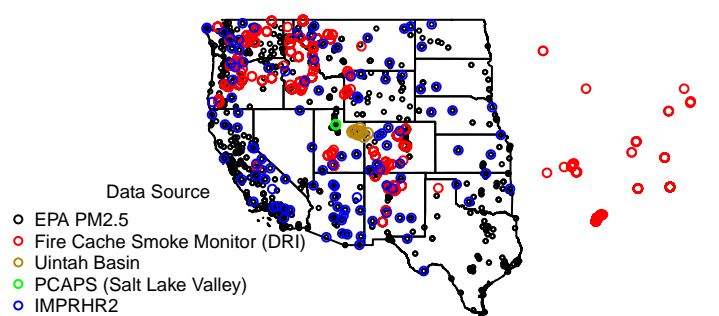 Data Source
EPA PM2.5
Fire Cache Smoke Monitor (DRI)
Uintah Basin
PCAPS (Salt Lake Valley)
IMPRHR2